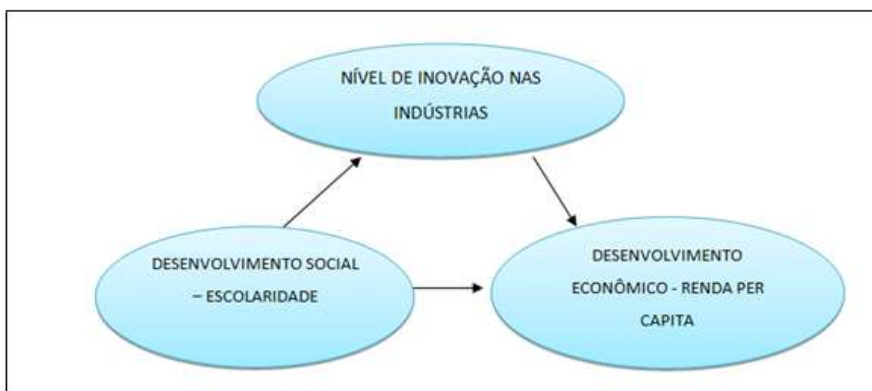 NÍVEL DE INOVAÇÃO NAS
INDÚSTRIAS
DESENVOLVIMENTO SOCIAL
– ESCOLARIDADE
DESENVOLVIMENTO
ECONÔMICO - RENDA PER
CAPITA